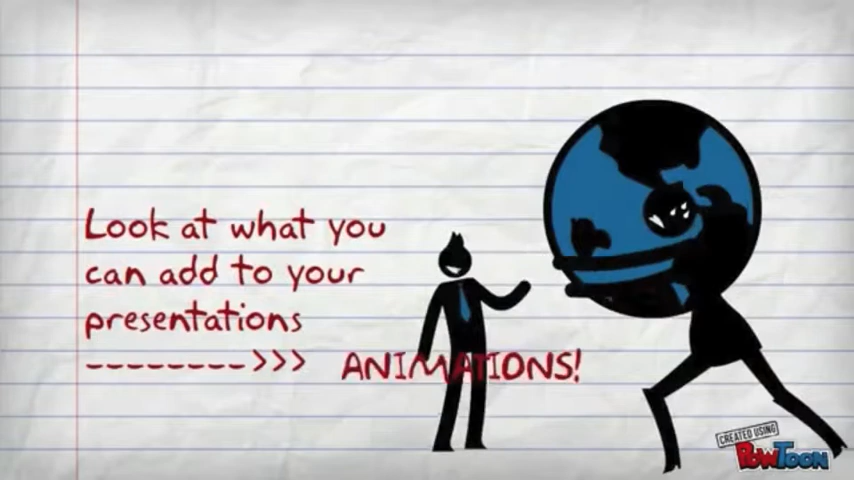 Look at what you
can add to your
presentations
-------->>> ANIMATIONS!
CREATED USING
POWTOON